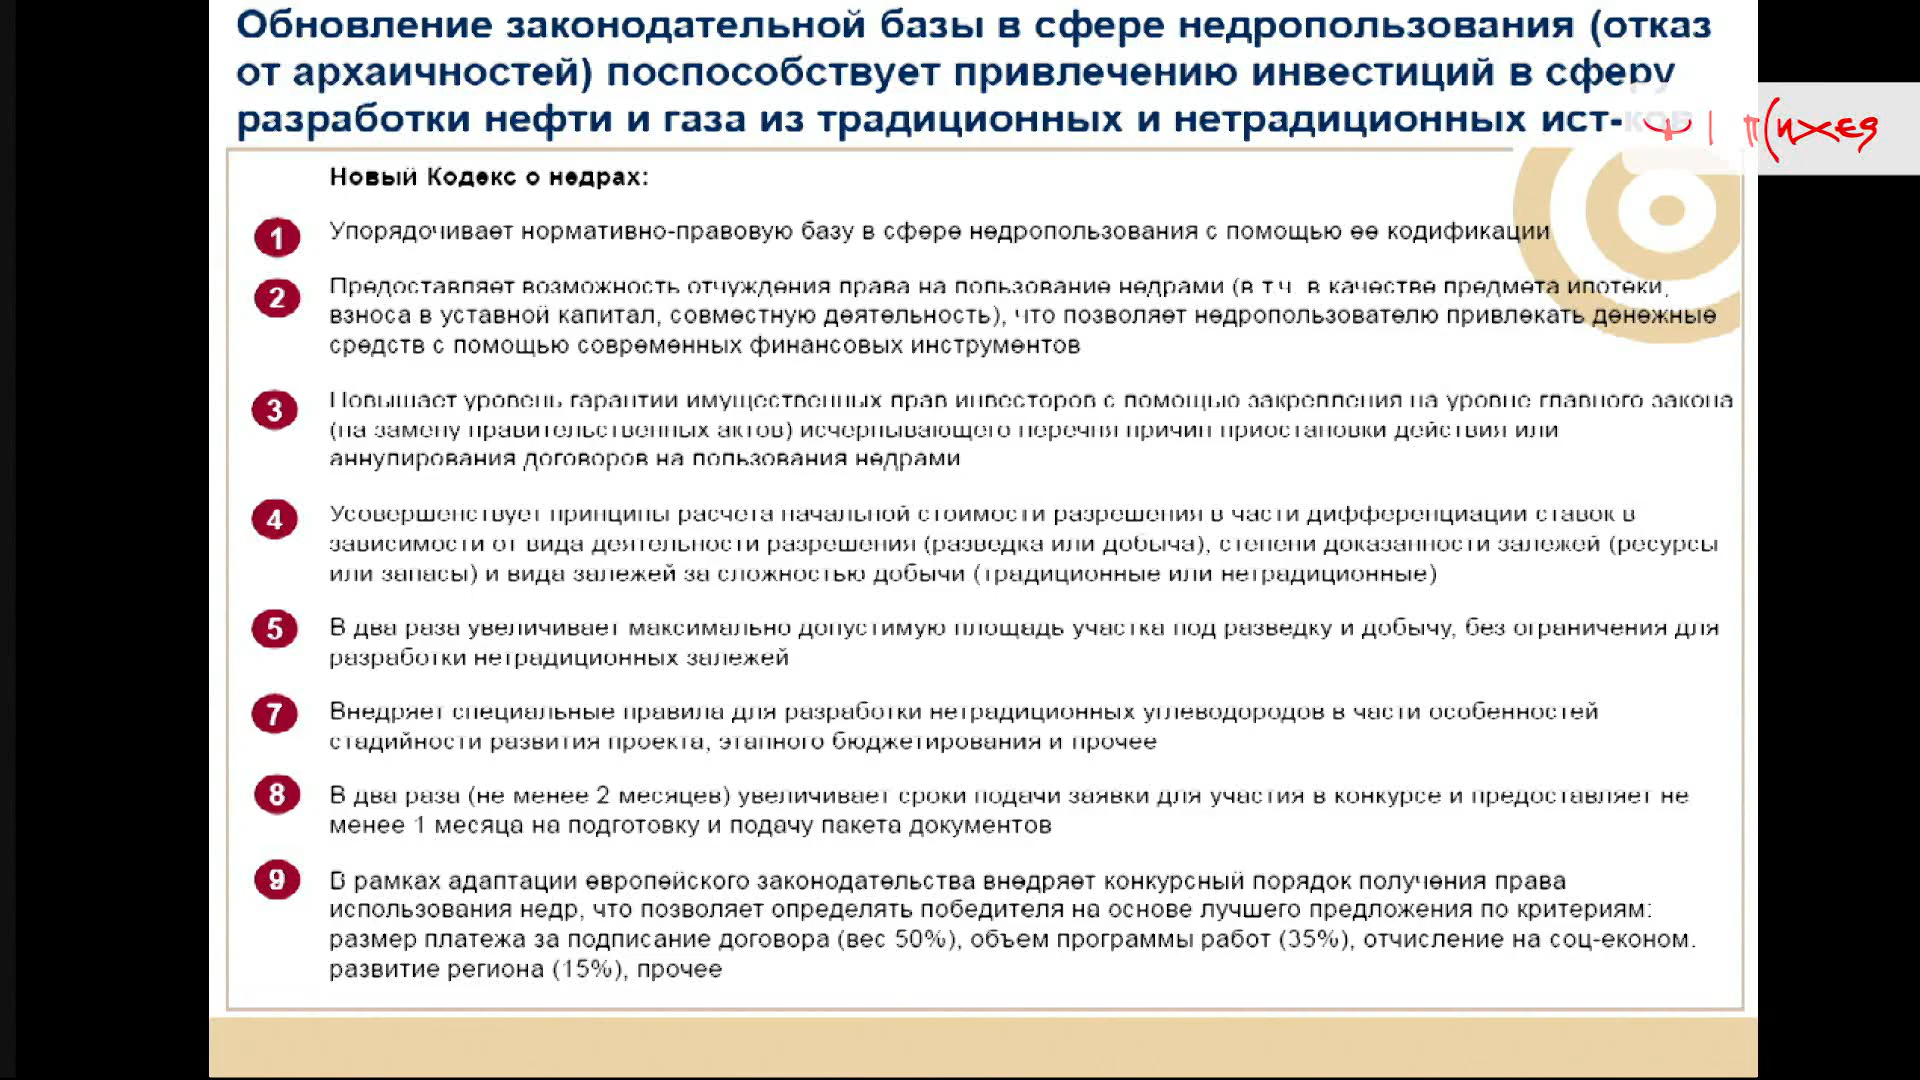 Обновление законодательной базы в сфере недропользования (отказ
от архаичностей) поспособствует привлечению инвестиций в сферу
разработки нефти и газа из традиционных и нетрадиционных ист-ков
Новый Кодекс о недрах:
1 Упорядочивает нормативно-правовую базу в сфере недропользования с помощью ее кодификации
2 Предоставляет возможность отчуждения права на пользование недрами (в т.ч. в качестве предмета ипотеки,
взноса в уставной капитал, совместную деятельность), что позволяет недропользователю привлекать денежные
средств с помощью современных финансовых инструментов
3 Повышает уровень гарантии имущественных прав инвесторов с помощью закрепления на уровне главного закона
(на замену правительственных актов) исчерпывающего перечня причин приостановки действия или
аннулирования договоров на пользования недрами
4 Усовершенствует принципы расчета начальной стоимости разрешения в части дифференциации ставок в
зависимости от вида деятельности разрешения (разведка или добыча), степени доказанности залежей (ресурсы
или запасы) и вида залежей за сложностью добычи (традиционные или нетрадиционные)
5 В два раза увеличивает максимально допустимую площадь участка под разведку и добычу, без ограничения для
разработки нетрадиционных залежей
7 Внедряет специальные правила для разработки нетрадиционных углеводородов в части особенностей
стадийности развития проекта, этапного бюджетирования и прочее
8 В два раза (не менее 2 месяцев) увеличивает сроки подачи заявки для участия в конкурсе и предоставляет не
менее 1 месяца на подготовку и подачу пакета документов
9 В рамках адаптации европейского законодательства внедряет конкурсный порядок получения права
использования недр, что позволяет определять победителя на основе лучшего предложения по критериям:
размер платежа за подписание договора (вес 50%), объем программы работ (35%), отчисление на соц-економ.
развитие региона (15%), прочее